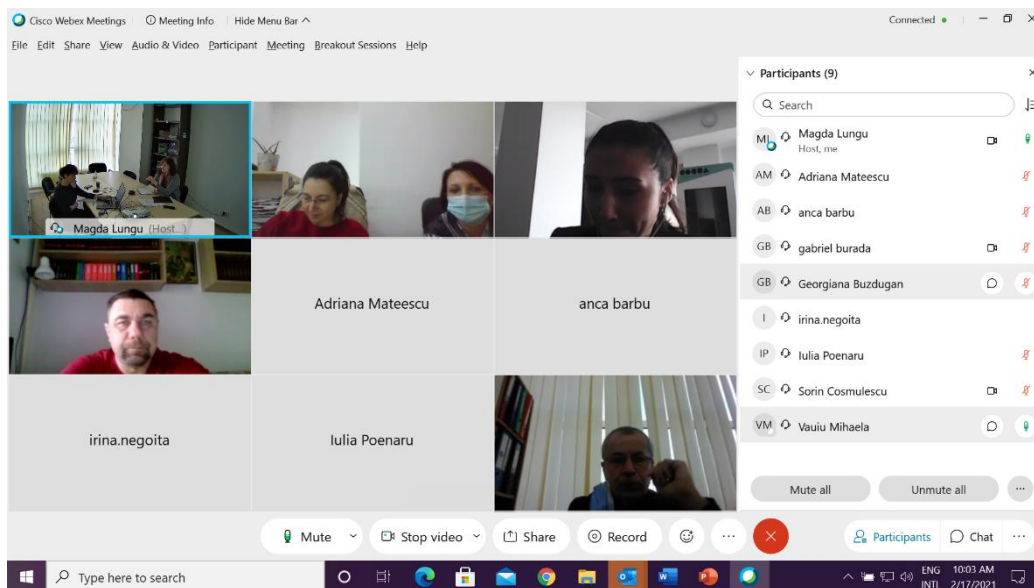 Cisco Webex Meetings
Meeting Info
Hide Menu Bar
Connected
File Edit Share View Audio & Video Participant Meeting Breakout Sessions Help
Participants (9)
Search
Magda Lungu (Host...)
Adriana Mateescu
anca barbu
irina.negoita
Iulia Poenaru
ML Magda Lungu
Host, me
AM Adriana Mateescu
AB anca barbu
GB gabriel burada
GB Georgiana Buzdugan
I irina.negoita
IP Iulia Poenaru
SC Sorin Cosmulescu
VM Vauiu Mihaela
Mute all Unmute all
Mute Stop video Share Record
Participants Chat
Type here to search
ENG 10:03 AM
INTL 2/17/2021